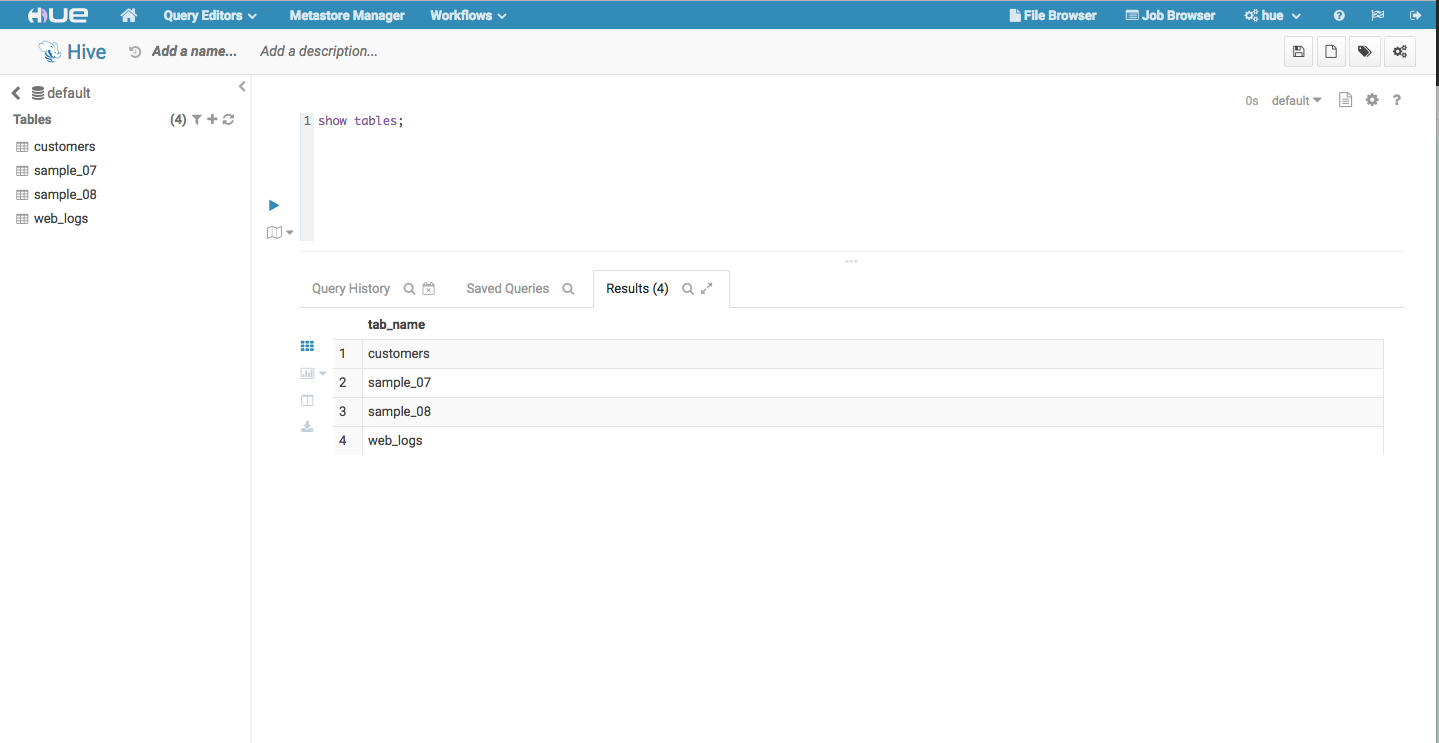 HUE Query Editors Metastore Manager Workflows File Browser Job Browser hue
Hive Add a name... Add a description...
default
Tables (4)
customers
sample_07
sample_08
web_logs
0s default ?
1 show tables;
Query History Saved Queries Results (4)
tab_name
1 customers
2 sample_07
3 sample_08
4 web_logs